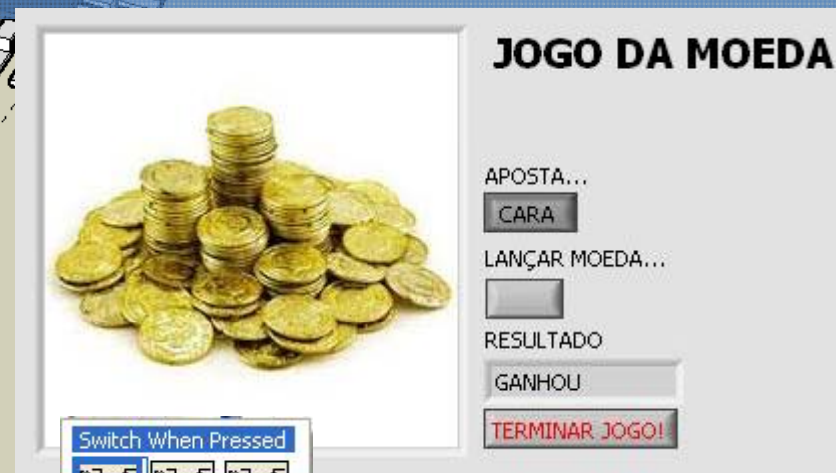 JOGO DA MOEDA
APOSTA...
CARA
LANÇAR MOEDA...
RESULTADO
GANHOU
TERMINAR JOGO!
Switch When Pressed